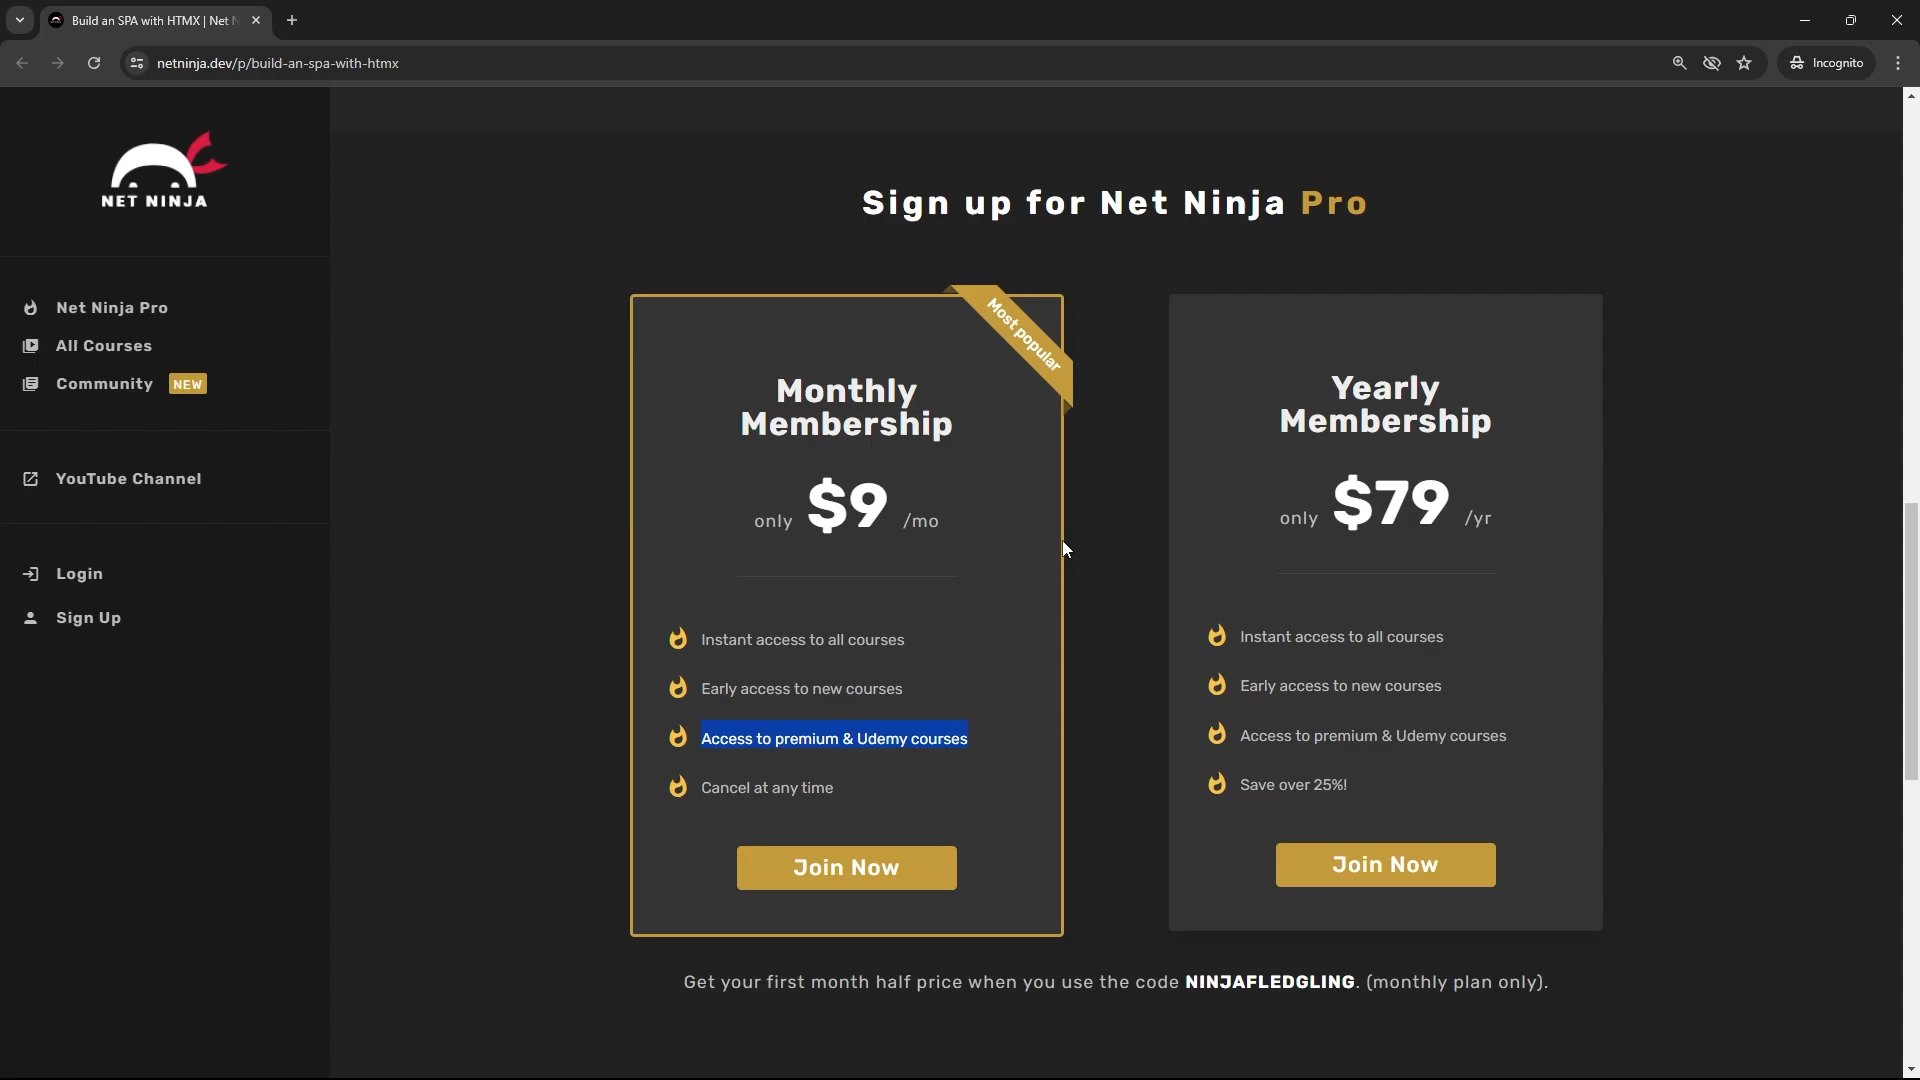 Build an SPA with HTMX | Net N
netninja.dev/p/build-an-spa-with-htmx
Incognito
NET NINJA
Net Ninja Pro
All Courses
Community NEW
YouTube Channel
Login
Sign Up
Sign up for Net Ninja Pro
Most popular
Monthly
Membership
only $9 /mo
Instant access to all courses
Early access to new courses
Access to premium & Udemy courses
Cancel at any time
Join Now
Yearly
Membership
only $79 /yr
Instant access to all courses
Early access to new courses
Access to premium & Udemy courses
Save over 25%!
Join Now
Get your first month half price when you use the code NINJAFLEDGLING. (monthly plan only).